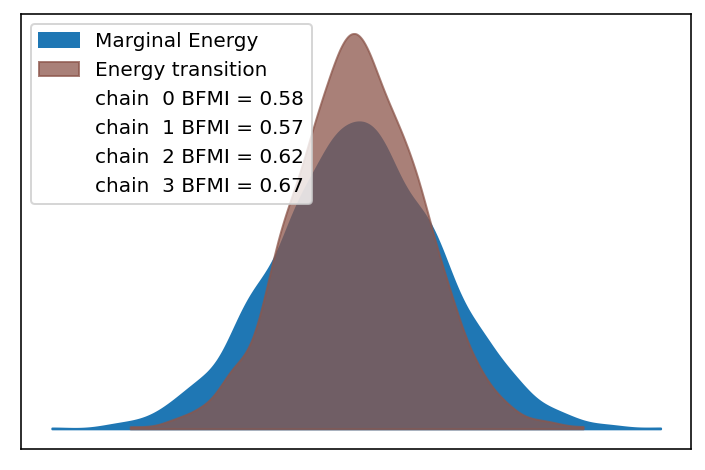 Marginal Energy
Energy transition
chain  0 BFMI = 0.58
chain  1 BFMI = 0.57
chain  2 BFMI = 0.62
chain  3 BFMI = 0.67